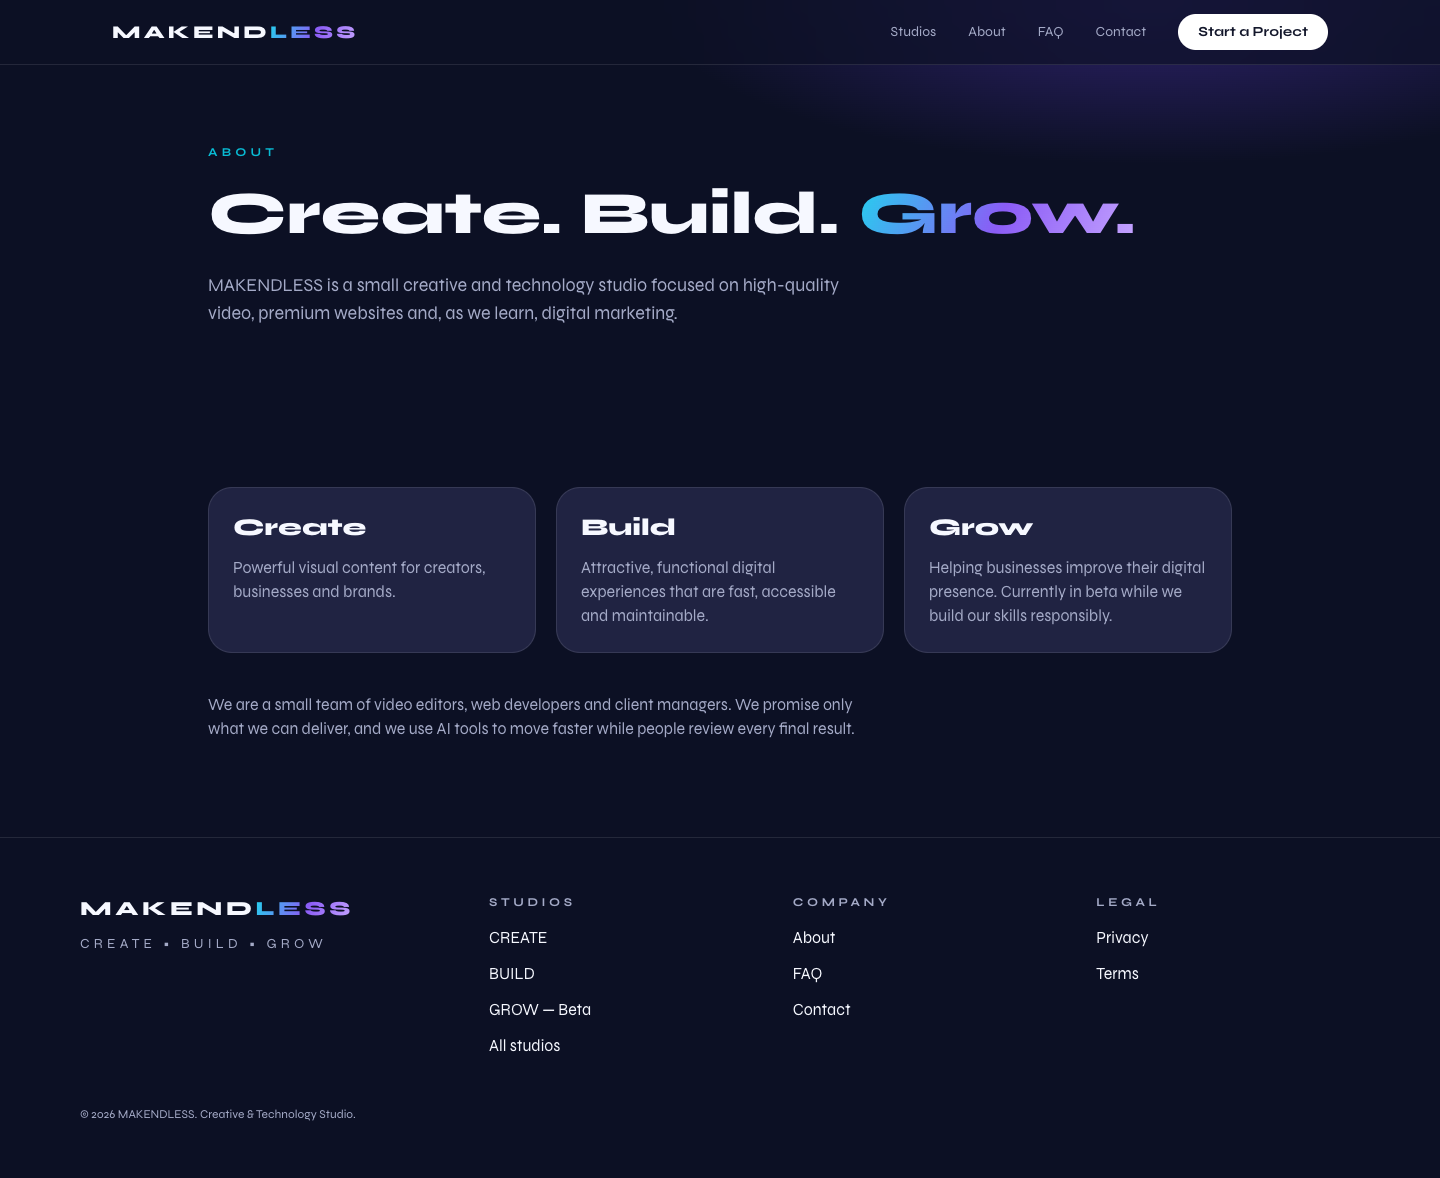 MAKENDLESS
Studios About FAQ Contact Start a Project
ABOUT
Create. Build. Grow.
MAKENDLESS is a small creative and technology studio focused on high-quality
video, premium websites and, as we learn, digital marketing.
Create
Powerful visual content for creators,
businesses and brands.
Build
Attractive, functional digital
experiences that are fast, accessible
and maintainable.
Grow
Helping businesses improve their digital
presence. Currently in beta while we
build our skills responsibly.
We are a small team of video editors, web developers and client managers. We promise only
what we can deliver, and we use AI tools to move faster while people review every final result.
MAKENDLESS
CREATE ▪ BUILD ▪ GROW
STUDIOS
CREATE
BUILD
GROW — Beta
All studios
COMPANY
About
FAQ
Contact
LEGAL
Privacy
Terms
© 2026 MAKENDLESS. Creative & Technology Studio.